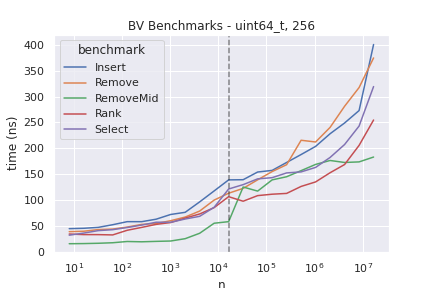 BV Benchmarks - uint64_t, 256
benchmark
Insert
Remove
RemoveMid
Rank
Select
time (ns)
400
350
300
250
200
150
100
50
0
10¹ 10² 10³ 10⁴ 10⁵ 10⁶ 10⁷
n